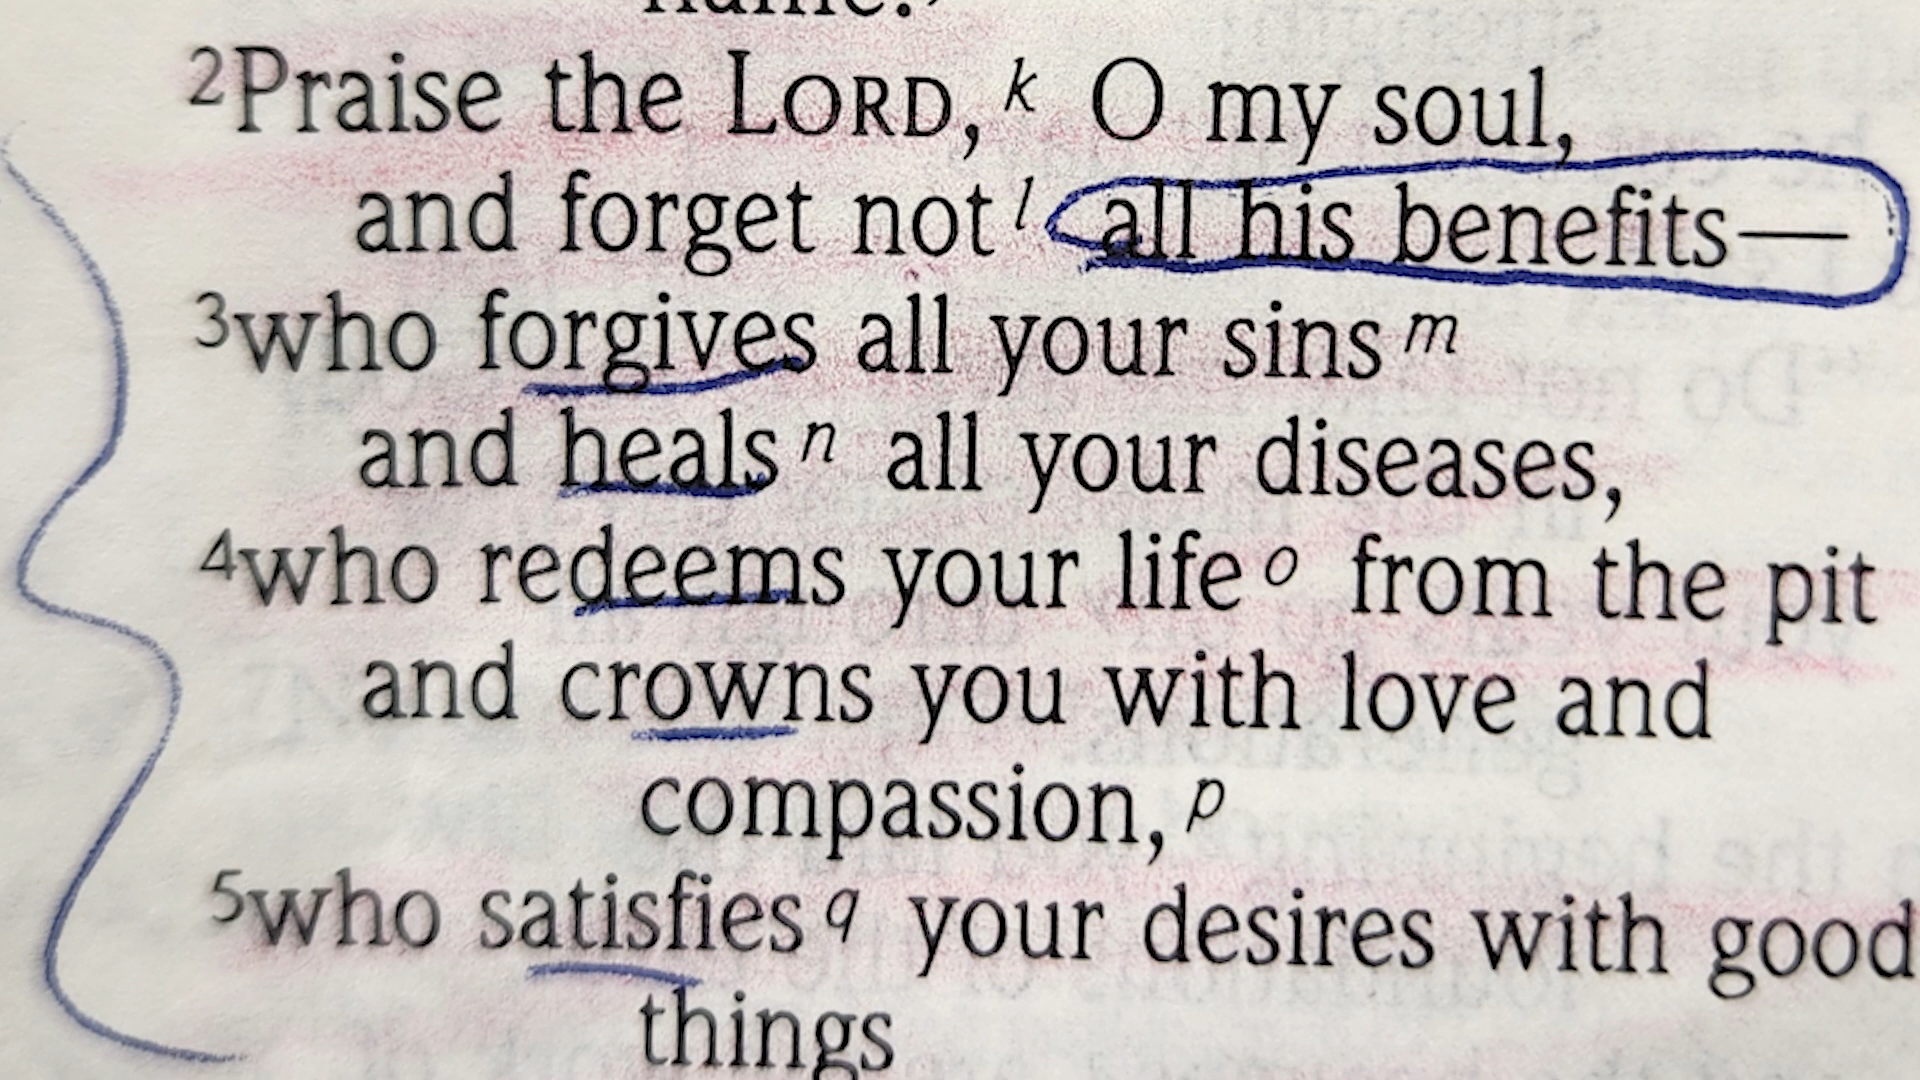 name.
2Praise the LORD, k O my soul,
and forget not l all his benefits—
3who forgives all your sins m
and heals n all your diseases,
4who redeems your life o from the pit
and crowns you with love and
compassion, p
5who satisfies q your desires with good
things